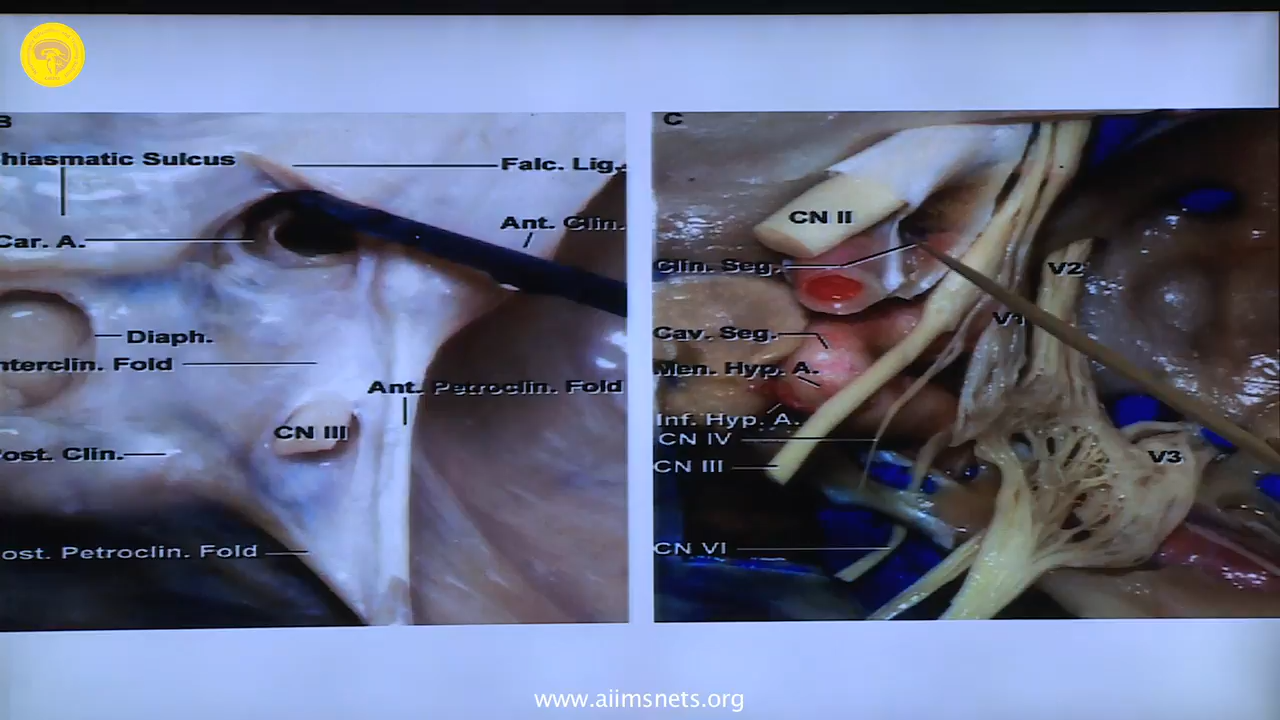 B
hiasmatic Sulcus
Falc. Lig.
Ant. Clin.
Car. A.
Diaph.
nterclin. Fold
Ant. Petroclin. Fold
CN III
ost. Clin.
ost. Petroclin. Fold
C
CN II
Clin. Seg.
V2
V1
Cav. Seg.
Men. Hyp. A.
Inf. Hyp. A.
CN IV
CN III
V3
CN VI
www.aiimsnets.org